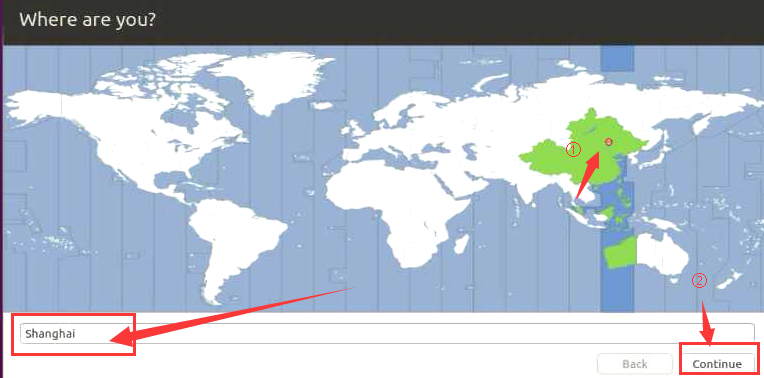 Where are you?
①
②
Shanghai
Back
Continue